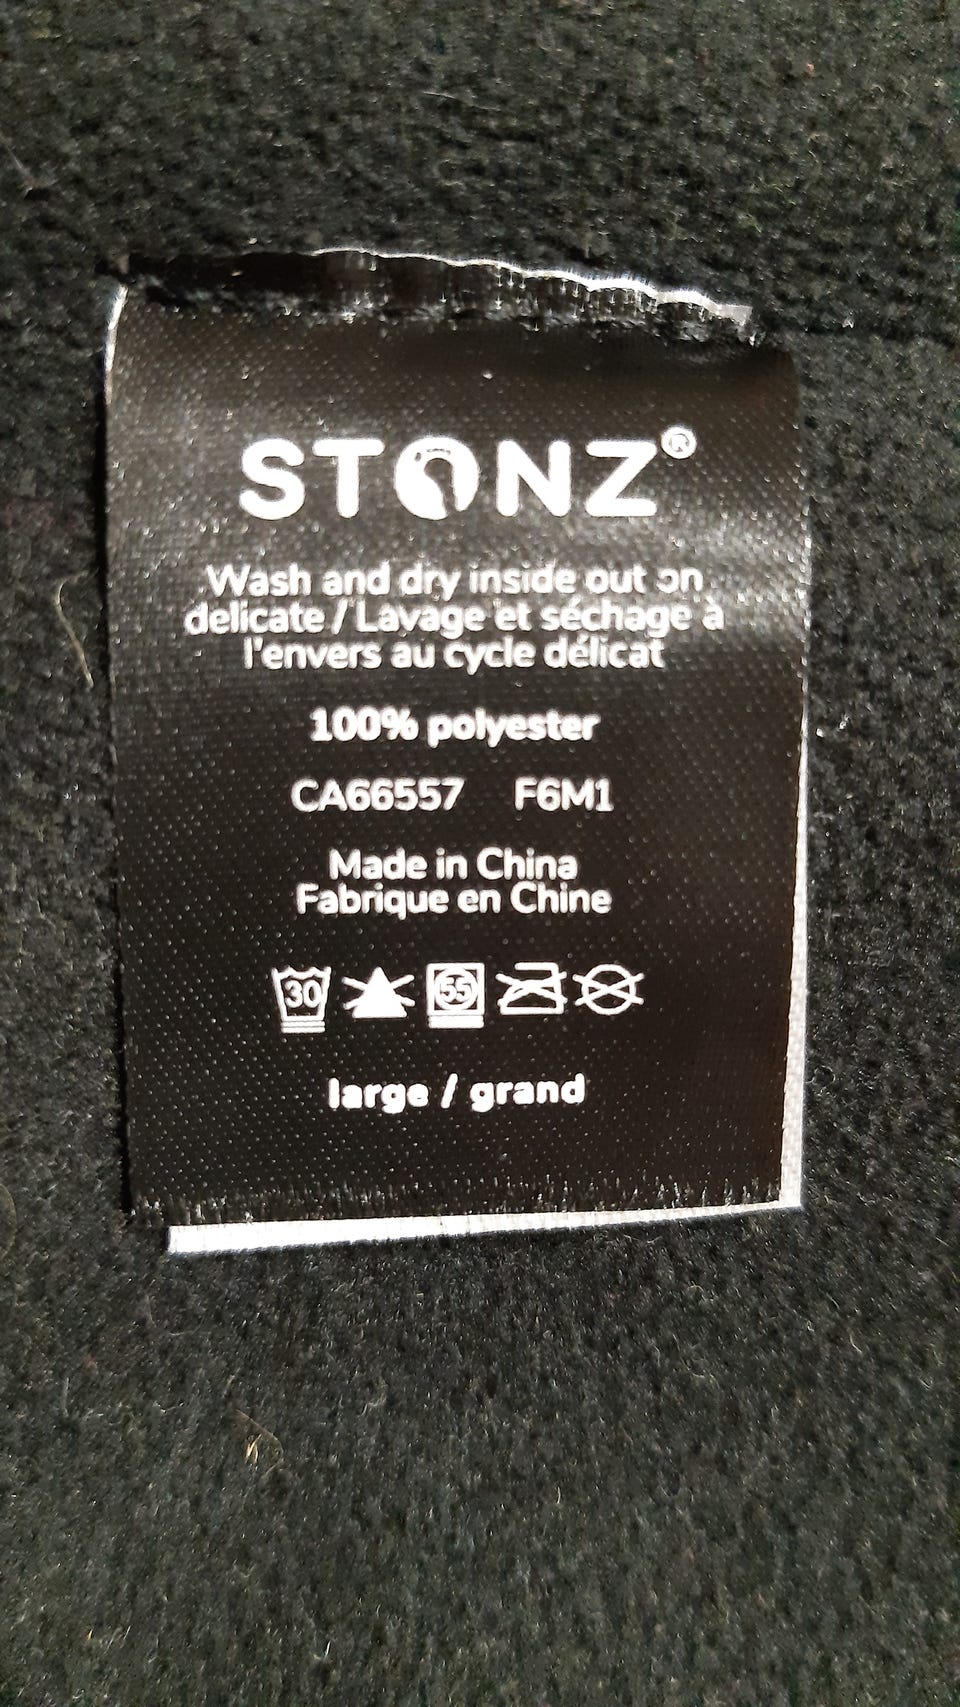 STONZ®
Wash and dry inside out on
delicate / Lavage et séchage à
l'envers au cycle délicat
100% polyester
CA66557 F6M1
Made in China
Fabrique en Chine
30 55
large / grand